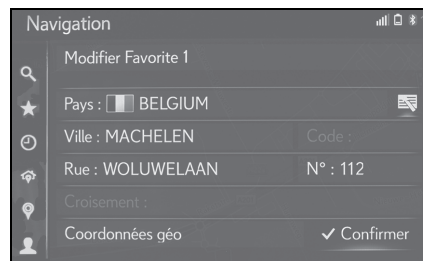 Navigation
Modifier Favorite 1
Pays : BELGIUM
Ville : MACHELEN Code :
Rue : WOLUWELAAN N° : 112
Croisement :
Coordonnées géo Confirmer